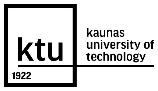 ktu
1922
kaunas
university of
technology